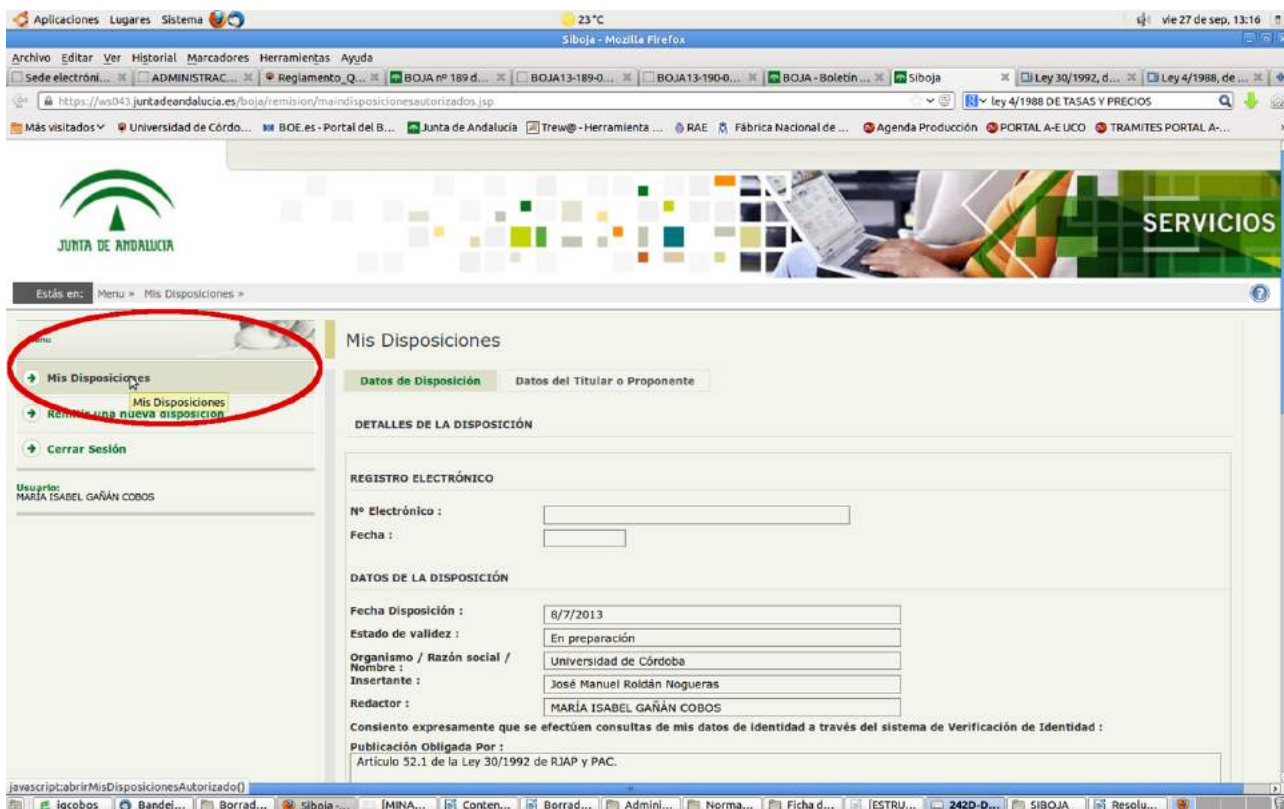 Aplicaciones Lugares Sistema 23°C vie 27 de sep, 13:16
Siboja - Mozilla Firefox
Archivo Editar Ver Historial Marcadores Herramientas Ayuda
Sede electróni... ADMINISTRAC... Reglamento_Q... BOJA nº 189 d... BOJA13-189-0... BOJA13-190-0... BOJA - Boletín ... Siboja Ley 30/1992, d... Ley 4/1988, de ...
https://ws043.juntadeandalucia.es/boja/remision/maindisposicionesautorizados.jsp ley 4/1988 DE TASAS Y PRECIOS
Más visitados Universidad de Córdo... BOE.es - Portal del B... Junta de Andalucía Trew@ - Herramienta ... RAE Fábrica Nacional de ... Agenda Producción PORTAL A-E UCO TRAMITES PORTAL A-...
JUNTA DE ANDALUCIA
SERVICIOS
Estás en: Menu » Mis Disposiciones »
Menu
Mis Disposiciones
Mis Disposiciones
Remitir una nueva disposición
Cerrar Sesión
Usuario:
MARÍA ISABEL GAÑÁN COBOS
Mis Disposiciones
Datos de Disposición Datos del Titular o Proponente
DETALLES DE LA DISPOSICIÓN
REGISTRO ELECTRÓNICO
Nº Electrónico :
Fecha :
DATOS DE LA DISPOSICIÓN
Fecha Disposición : 8/7/2013
Estado de validez : En preparación
Organismo / Razón social /
Nombre : Universidad de Córdoba
Insertante : José Manuel Roldán Nogueras
Redactor : MARÍA ISABEL GAÑÁN COBOS
Consiento expresamente que se efectúen consultas de mis datos de identidad a través del sistema de Verificación de Identidad :
Publicación Obligada Por :
Artículo 52.1 de la Ley 30/1992 de RJAP y PAC.
javascript:abrirMisDisposicionesAutorizado()
Bandej... Borrad... Siboja -... [MINA... Conten... Borrad... Admini... Norma... Ficha d... [ESTRU... 242D-D... SIBOJA Resolu...